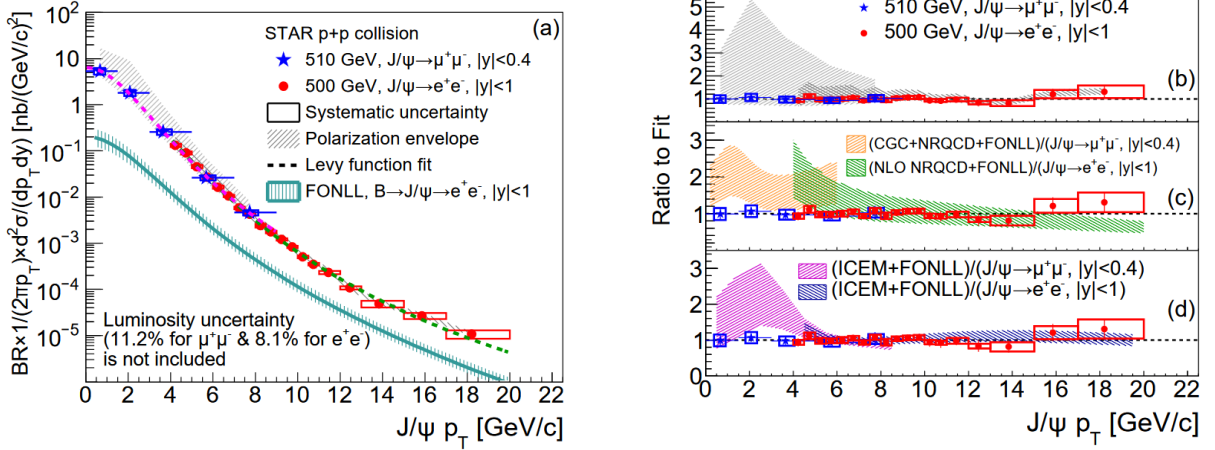 BR×1/(2πp_T)×d²σ/(dp_T dy) [nb/(GeV/c)²]
10²
10
1
10⁻¹
10⁻²
10⁻³
10⁻⁴
10⁻⁵
(a)
STAR p+p collision
510 GeV, J/ψ→μ⁺μ⁻, |y|<0.4
500 GeV, J/ψ→e⁺e⁻, |y|<1
Systematic uncertainty
Polarization envelope
Levy function fit
FONLL, B→J/ψ→e⁺e⁻, |y|<1
Luminosity uncertainty
(11.2% for μ⁺μ⁻ & 8.1% for e⁺e⁻)
is not included
0 2 4 6 8 10 12 14 16 18 20 22
J/ψ p_T [GeV/c]
Ratio to Fit
510 GeV, J/ψ→μ⁺μ⁻, |y|<0.4
500 GeV, J/ψ→e⁺e⁻, |y|<1
5
4
3
2
1
(b)
(CGC+NRQCD+FONLL)/(J/ψ→μ⁺μ⁻, |y|<0.4)
(NLO NRQCD+FONLL)/(J/ψ→e⁺e⁻, |y|<1)
3
2
1
(c)
(ICEM+FONLL)/(J/ψ→μ⁺μ⁻, |y|<0.4)
(ICEM+FONLL)/(J/ψ→e⁺e⁻, |y|<1)
3
2
1
(d)
0 2 4 6 8 10 12 14 16 18 20 22
J/ψ p_T [GeV/c]